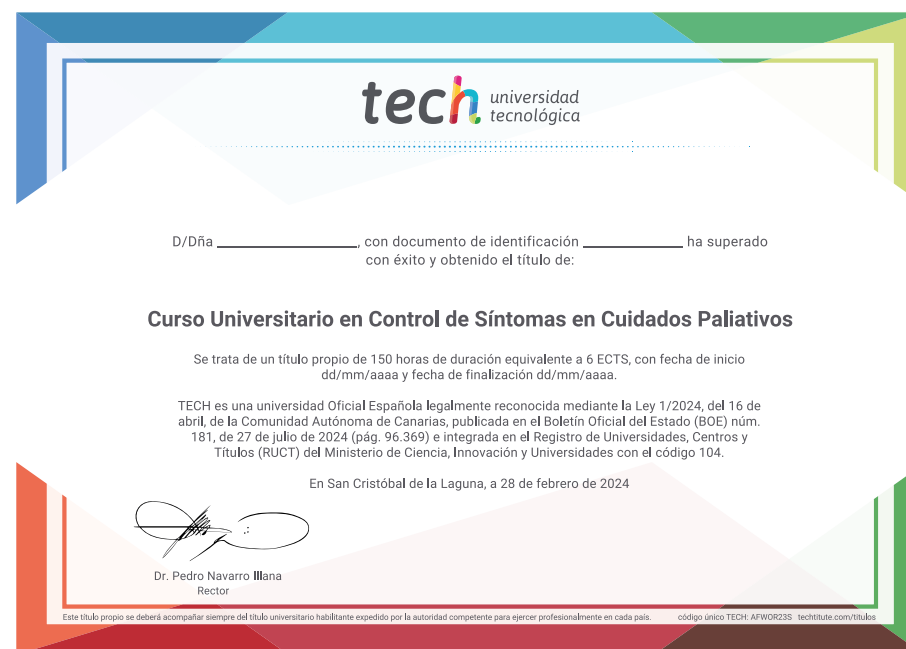 tech universidad
tecnológica
D/Dña ____________________, con documento de identificación ______________ ha superado
con éxito y obtenido el título de:
Curso Universitario en Control de Síntomas en Cuidados Paliativos
Se trata de un título propio de 150 horas de duración equivalente a 6 ECTS, con fecha de inicio
dd/mm/aaaa y fecha de finalización dd/mm/aaaa.
TECH es una universidad Oficial Española legalmente reconocida mediante la Ley 1/2024, del 16 de
abril, de la Comunidad Autónoma de Canarias, publicada en el Boletín Oficial del Estado (BOE) núm.
181, de 27 de julio de 2024 (pág. 96.369) e integrada en el Registro de Universidades, Centros y
Títulos (RUCT) del Ministerio de Ciencia, Innovación y Universidades con el código 104.
En San Cristóbal de la Laguna, a 28 de febrero de 2024
Dr. Pedro Navarro Illana
Rector
Este título propio se deberá acompañar siempre del título universitario habilitante expedido por la autoridad competente para ejercer profesionalmente en cada país. código único TECH: AFWOR23S techtitute.com/titulos